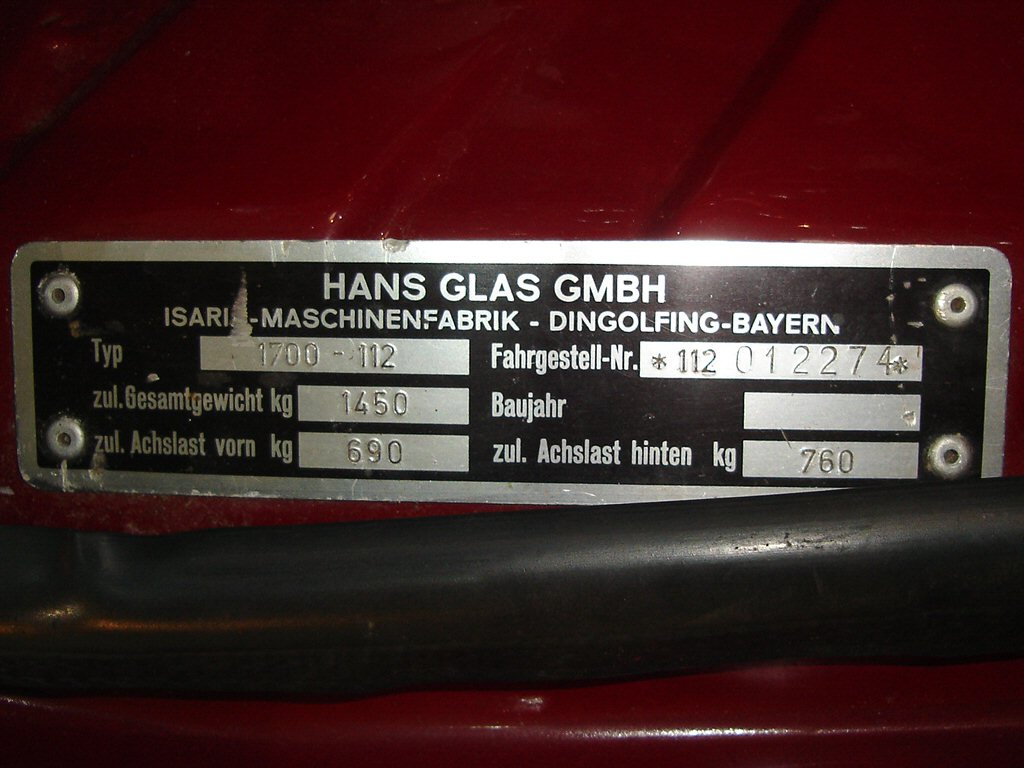 HANS GLAS GMBH
ISARIA-MASCHINENFABRIK - DINGOLFING-BAYERN
Typ 1700-112 Fahrgestell-Nr. *112 012274*
zul. Gesamtgewicht kg 1450 Baujahr
zul. Achslast vorn kg 690 zul. Achslast hinten kg 760